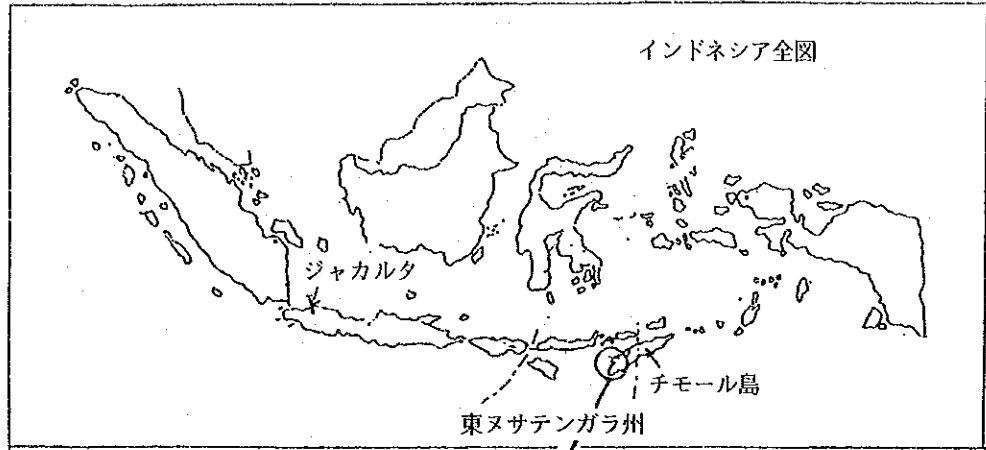 インドネシア全図
ジャカルタ
チモール島
東ヌサテンガラ州